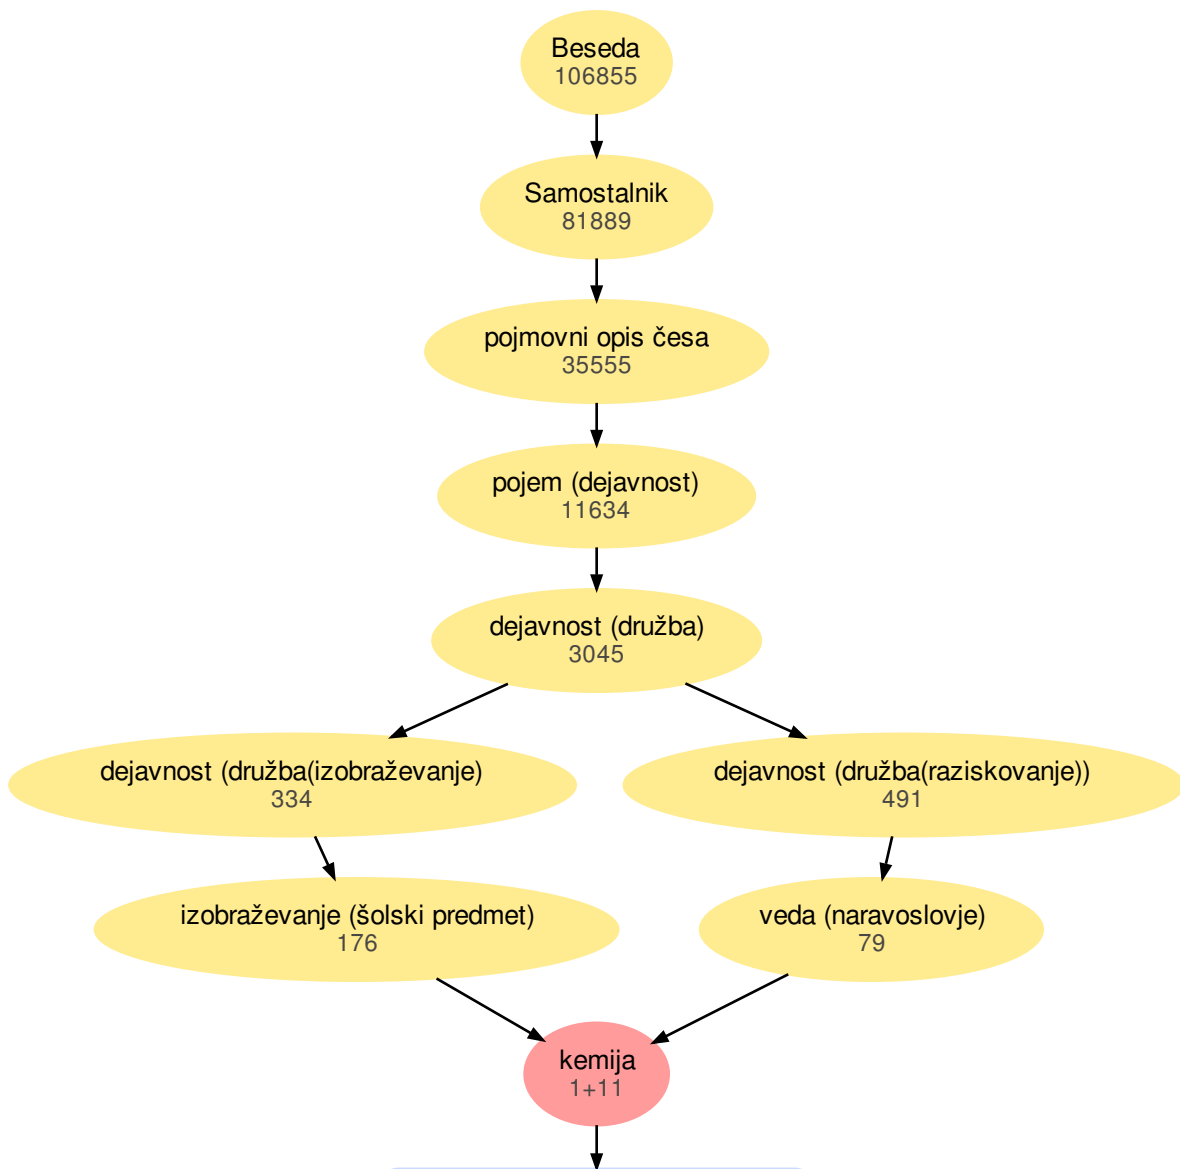 Beseda
106855
Samostalnik
81889
pojmovni opis česa
35555
pojem (dejavnost)
11634
dejavnost (družba)
3045
dejavnost (družba(izobraževanje)
334
dejavnost (družba(raziskovanje))
491
izobraževanje (šolski predmet)
176
veda (naravoslovje)
79
kemija
1+11